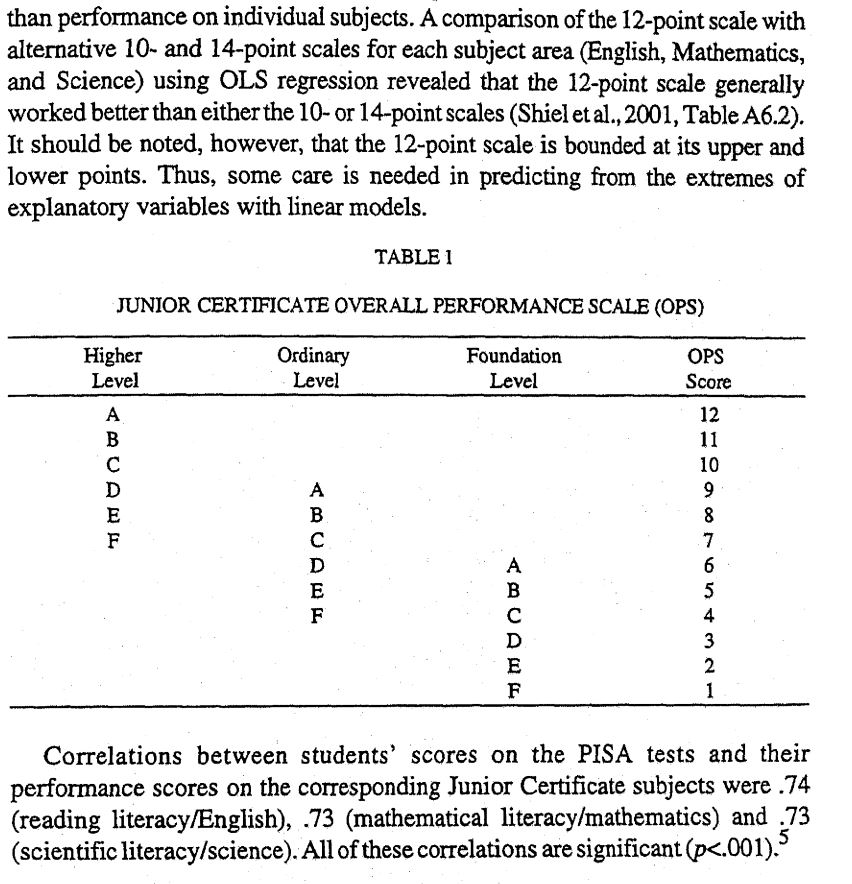 than performance on individual subjects. A comparison of the 12-point scale with
alternative 10- and 14-point scales for each subject area (English, Mathematics,
and Science) using OLS regression revealed that the 12-point scale generally
worked better than either the 10- or 14-point scales (Shiel et al., 2001, Table A6.2).
It should be noted, however, that the 12-point scale is bounded at its upper and
lower points. Thus, some care is needed in predicting from the extremes of
explanatory variables with linear models.
TABLE 1
JUNIOR CERTIFICATE OVERALL PERFORMANCE SCALE (OPS)
Higher Ordinary Foundation OPS
Level Level Level Score
A 12
B 11
C 10
D A 9
E B 8
F C 7
D A 6
E B 5
F C 4
D 3
E 2
F 1
Correlations between students' scores on the PISA tests and their
performance scores on the corresponding Junior Certificate subjects were .74
(reading literacy/English), .73 (mathematical literacy/mathematics) and .73
(scientific literacy/science). All of these correlations are significant (p<.001).5